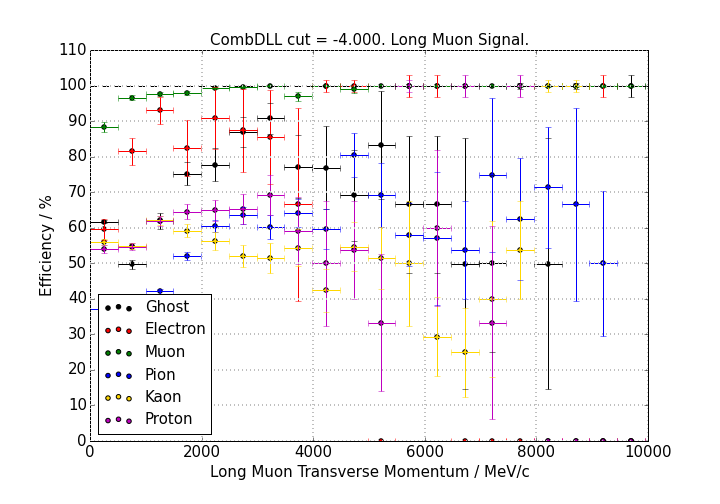 CombDLL cut = -4.000. Long Muon Signal.
Efficiency / %
110
100
90
80
70
60
50
40
30
20
10
0
Ghost
Electron
Muon
Pion
Kaon
Proton
0 2000 4000 6000 8000 10000
Long Muon Transverse Momentum / MeV/c